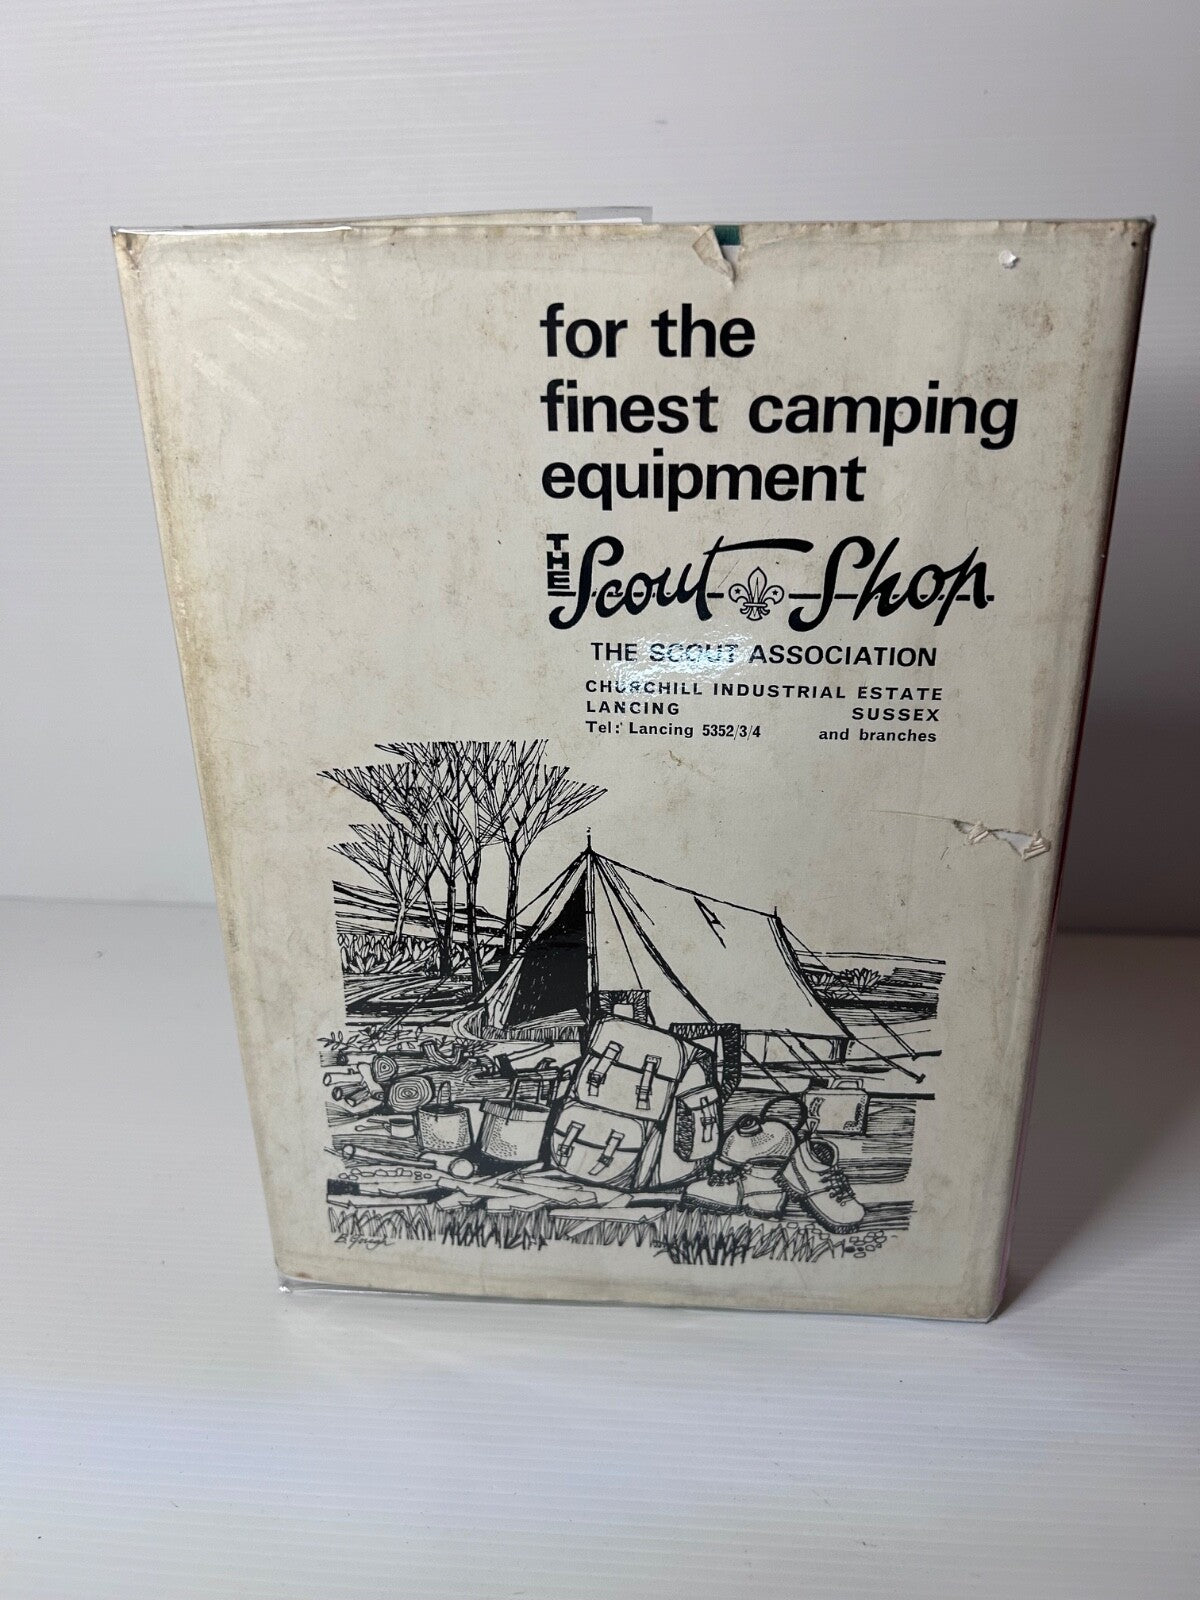 for the
finest camping
equipment
THE Scout Shop
THE SCOUT ASSOCIATION
CHURCHILL INDUSTRIAL ESTATE
LANCING SUSSEX
Tel: Lancing 5352/3/4 and branches